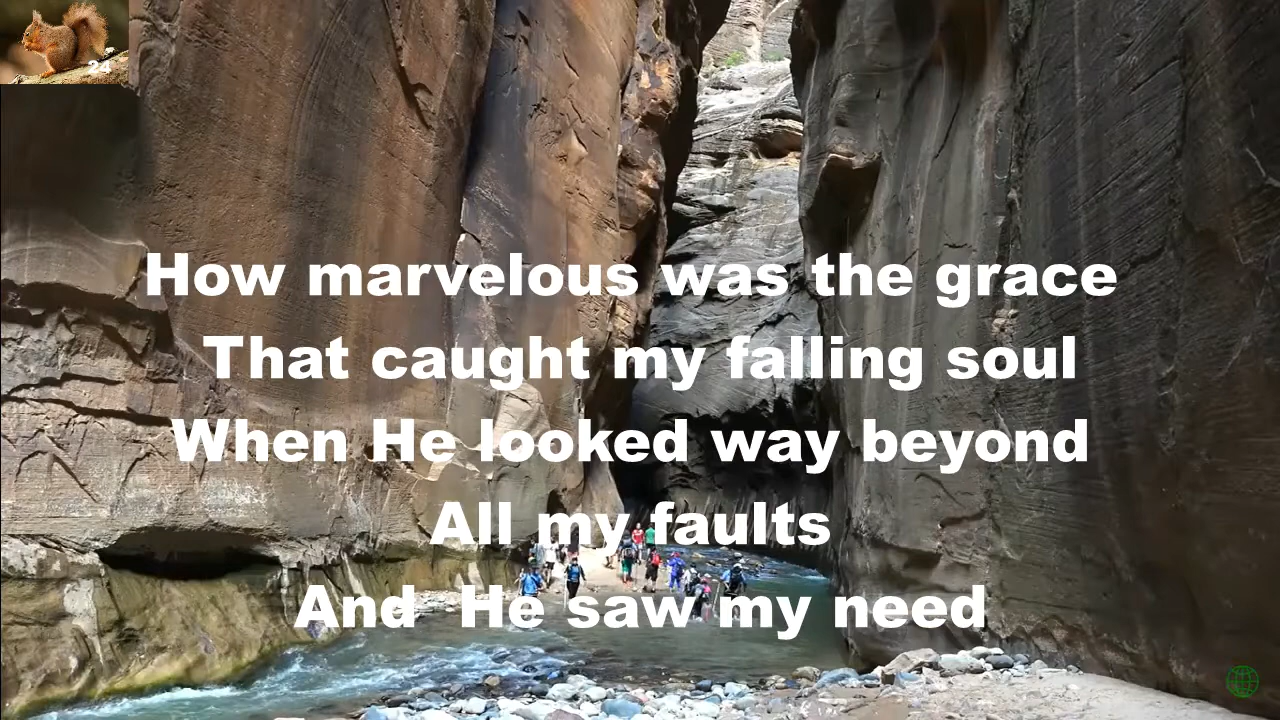 24
How marvelous was the grace
That caught my falling soul
When He looked way beyond
All my faults
And  He saw my need